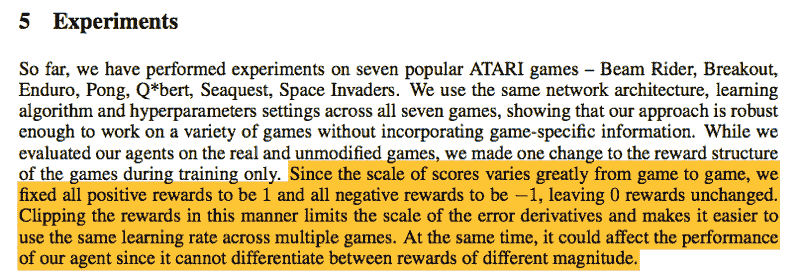 5 Experiments
So far, we have performed experiments on seven popular ATARI games – Beam Rider, Breakout,
Enduro, Pong, Q*bert, Seaquest, Space Invaders. We use the same network architecture, learning
algorithm and hyperparameters settings across all seven games, showing that our approach is robust
enough to work on a variety of games without incorporating game-specific information. While we
evaluated our agents on the real and unmodified games, we made one change to the reward structure
of the games during training only. Since the scale of scores varies greatly from game to game, we
fixed all positive rewards to be 1 and all negative rewards to be −1, leaving 0 rewards unchanged.
Clipping the rewards in this manner limits the scale of the error derivatives and makes it easier to
use the same learning rate across multiple games. At the same time, it could affect the performance
of our agent since it cannot differentiate between rewards of different magnitude.